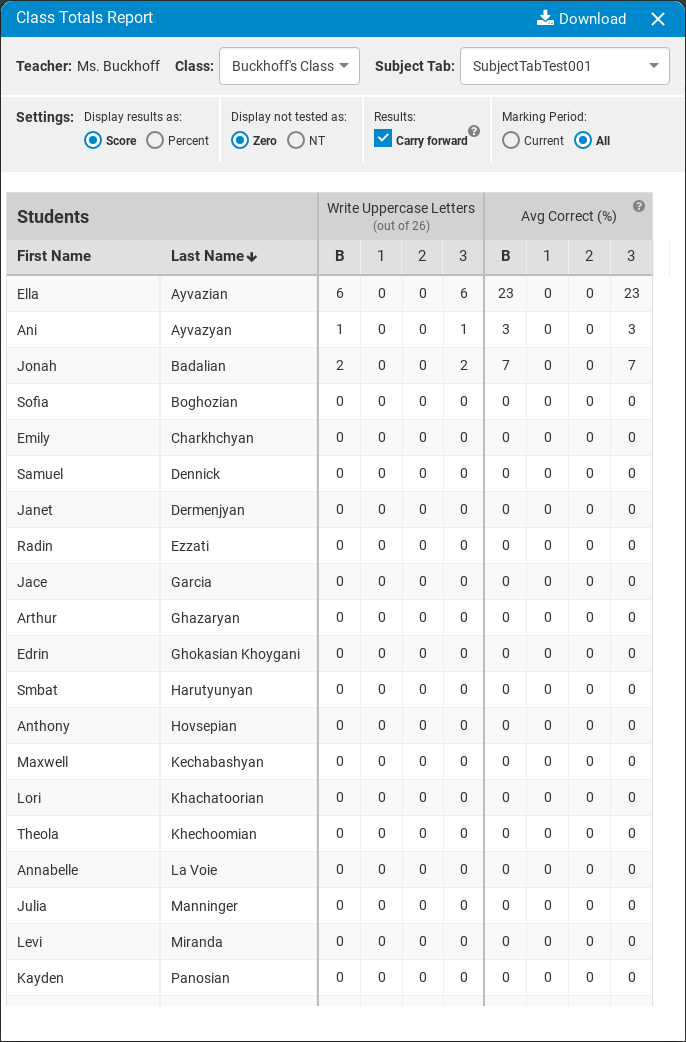 Class Totals Report Download
Teacher: Ms. Buckhoff Class: Buckhoff's Class Subject Tab: SubjectTabTest001
Settings: Display results as: Display not tested as: Results: Marking Period:
Score Percent Zero NT Carry forward ? Current All
Students Write Uppercase Letters (out of 26) Avg Correct (%) ?
First Name Last Name B 1 2 3 B 1 2 3
Ella Ayvazian 6 0 0 6 23 0 0 23
Ani Ayvazyan 1 0 0 1 3 0 0 3
Jonah Badalian 2 0 0 2 7 0 0 7
Sofia Boghozian 0 0 0 0 0 0 0 0
Emily Charkhchyan 0 0 0 0 0 0 0 0
Samuel Dennick 0 0 0 0 0 0 0 0
Janet Dermenjyan 0 0 0 0 0 0 0 0
Radin Ezzati 0 0 0 0 0 0 0 0
Jace Garcia 0 0 0 0 0 0 0 0
Arthur Ghazaryan 0 0 0 0 0 0 0 0
Edrin Ghokasian Khoygani 0 0 0 0 0 0 0 0
Smbat Harutyunyan 0 0 0 0 0 0 0 0
Anthony Hovsepian 0 0 0 0 0 0 0 0
Maxwell Kechabashyan 0 0 0 0 0 0 0 0
Lori Khachatoorian 0 0 0 0 0 0 0 0
Theola Khechoomian 0 0 0 0 0 0 0 0
Annabelle La Voie 0 0 0 0 0 0 0 0
Julia Manninger 0 0 0 0 0 0 0 0
Levi Miranda 0 0 0 0 0 0 0 0
Kayden Panosian 0 0 0 0 0 0 0 0